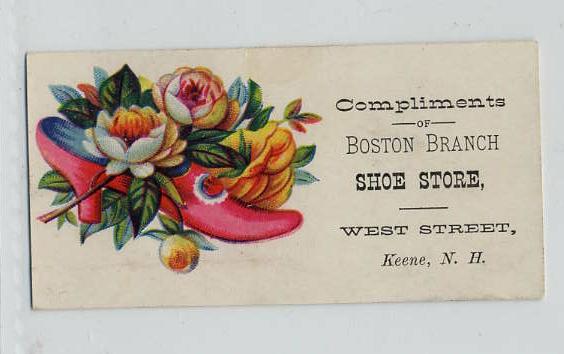 Compliments
OF
BOSTON BRANCH
SHOE STORE,
WEST STREET,
Keene, N. H.